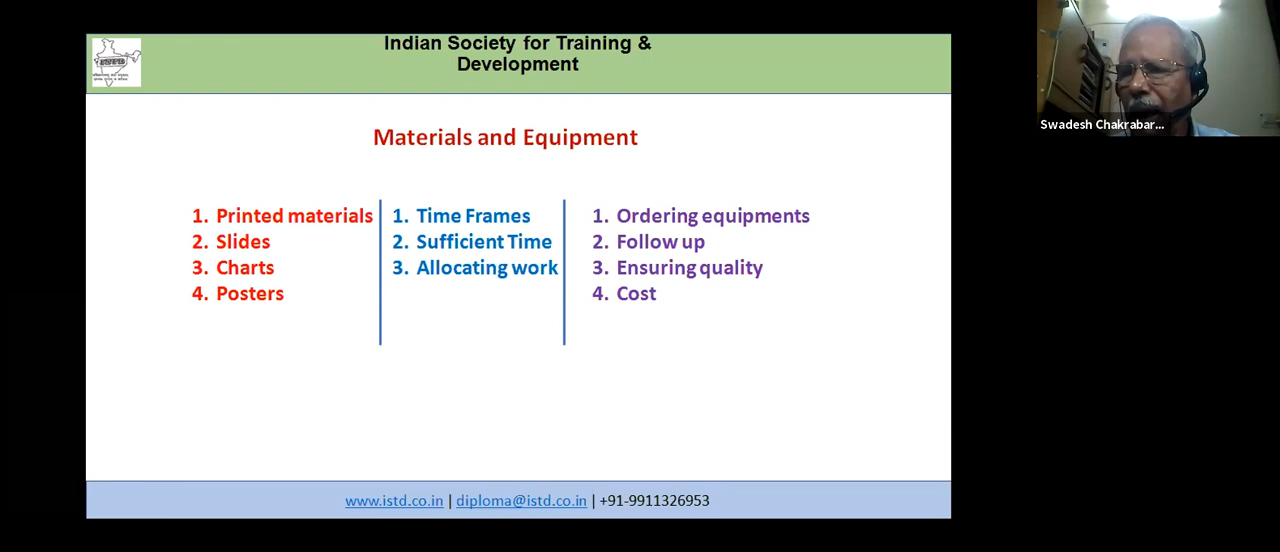 Indian Society for Training &
Development
Swadesh Chakrabar...
Materials and Equipment
1. Printed materials
2. Slides
3. Charts
4. Posters
1. Time Frames
2. Sufficient Time
3. Allocating work
1. Ordering equipments
2. Follow up
3. Ensuring quality
4. Cost
www.istd.co.in | diploma@istd.co.in | +91-9911326953